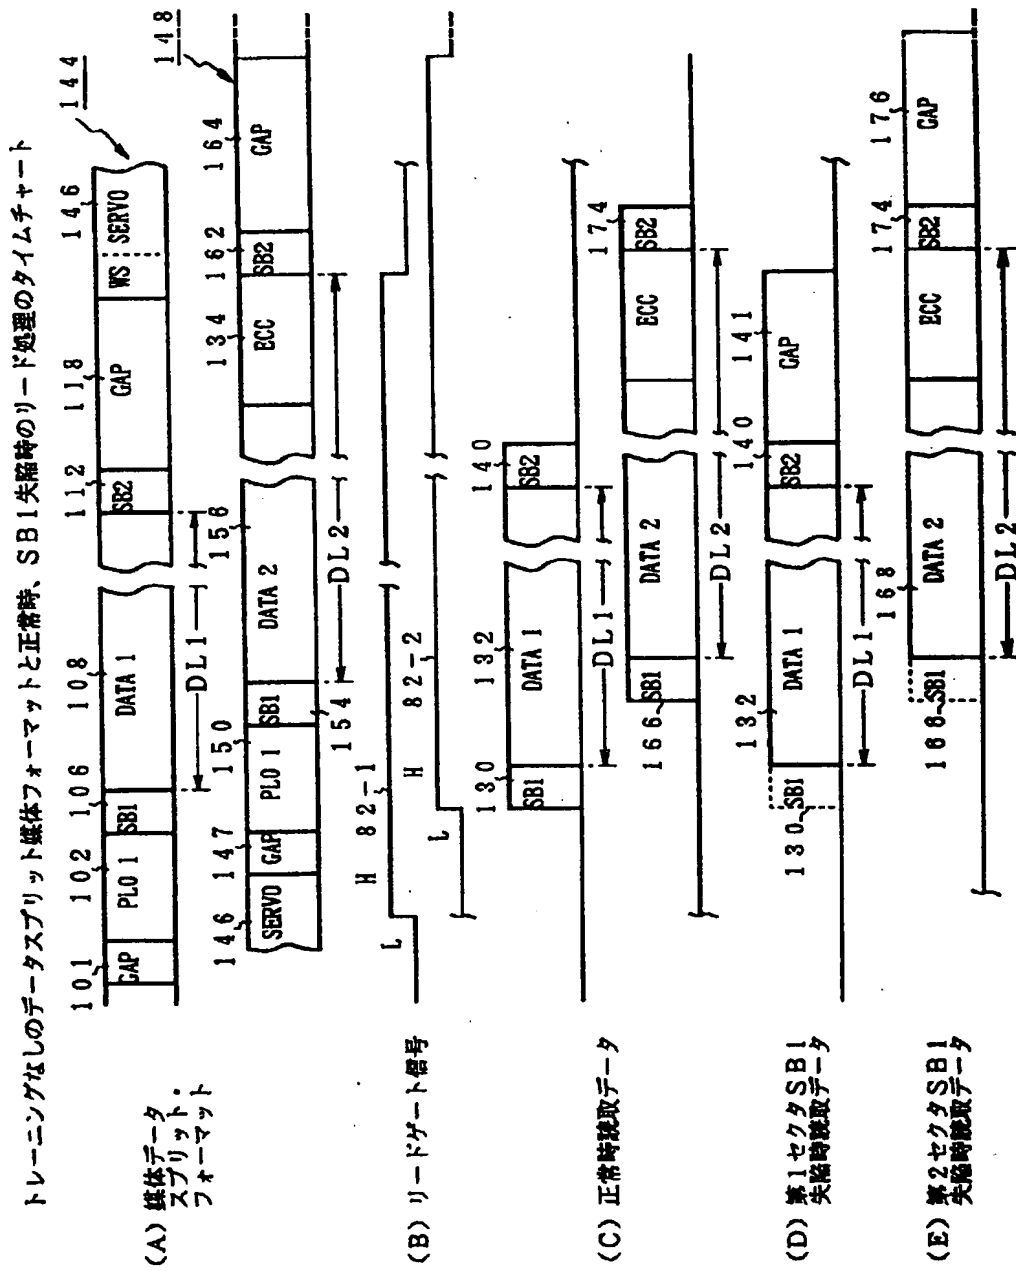 トレーニングなしのデータスプリット媒体フォーマットと正常時、SB1失陥時のリード処理のタイムチャート
(A) 媒体データ
スプリット・
フォーマット
101 102 106 108 112 118 146 144
GAP PLO 1 SB1 DATA 1 SB2 GAP WS SERVO
DL1
146 147 150 154 156 134 162 164 148
SERVO GAP PLO 1 SB1 DATA 2 ECC SB2 GAP
DL2
(B) リードゲート信号
L H 82-1
L H 82-2
(C) 正常時読取データ
130 132 140
SB1 DATA 1 SB2
DL1
166 174
SB1 DATA 2 ECC SB2
DL2
(D) 第1セクタSB1
失陥時読取データ
130 132 140 141
SB1 DATA 1 SB2 GAP
DL1
(E) 第2セクタSB1
失陥時読取データ
166 168 174 176
SB1 DATA 2 ECC SB2 GAP
DL2